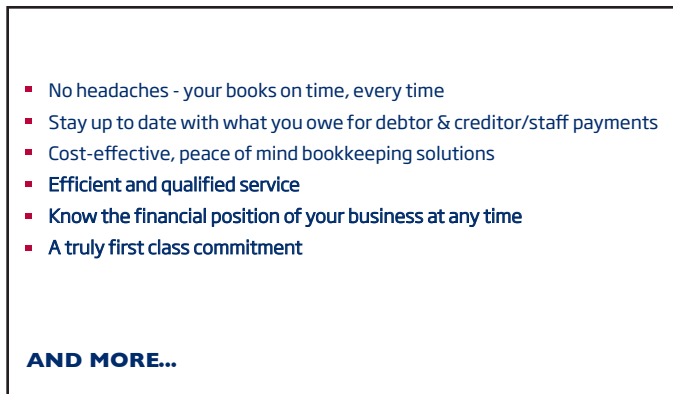 No headaches - your books on time, every time
Stay up to date with what you owe for debtor & creditor/staff payments
Cost-effective, peace of mind bookkeeping solutions
Efficient and qualified service
Know the financial position of your business at any time
A truly first class commitment
AND MORE...